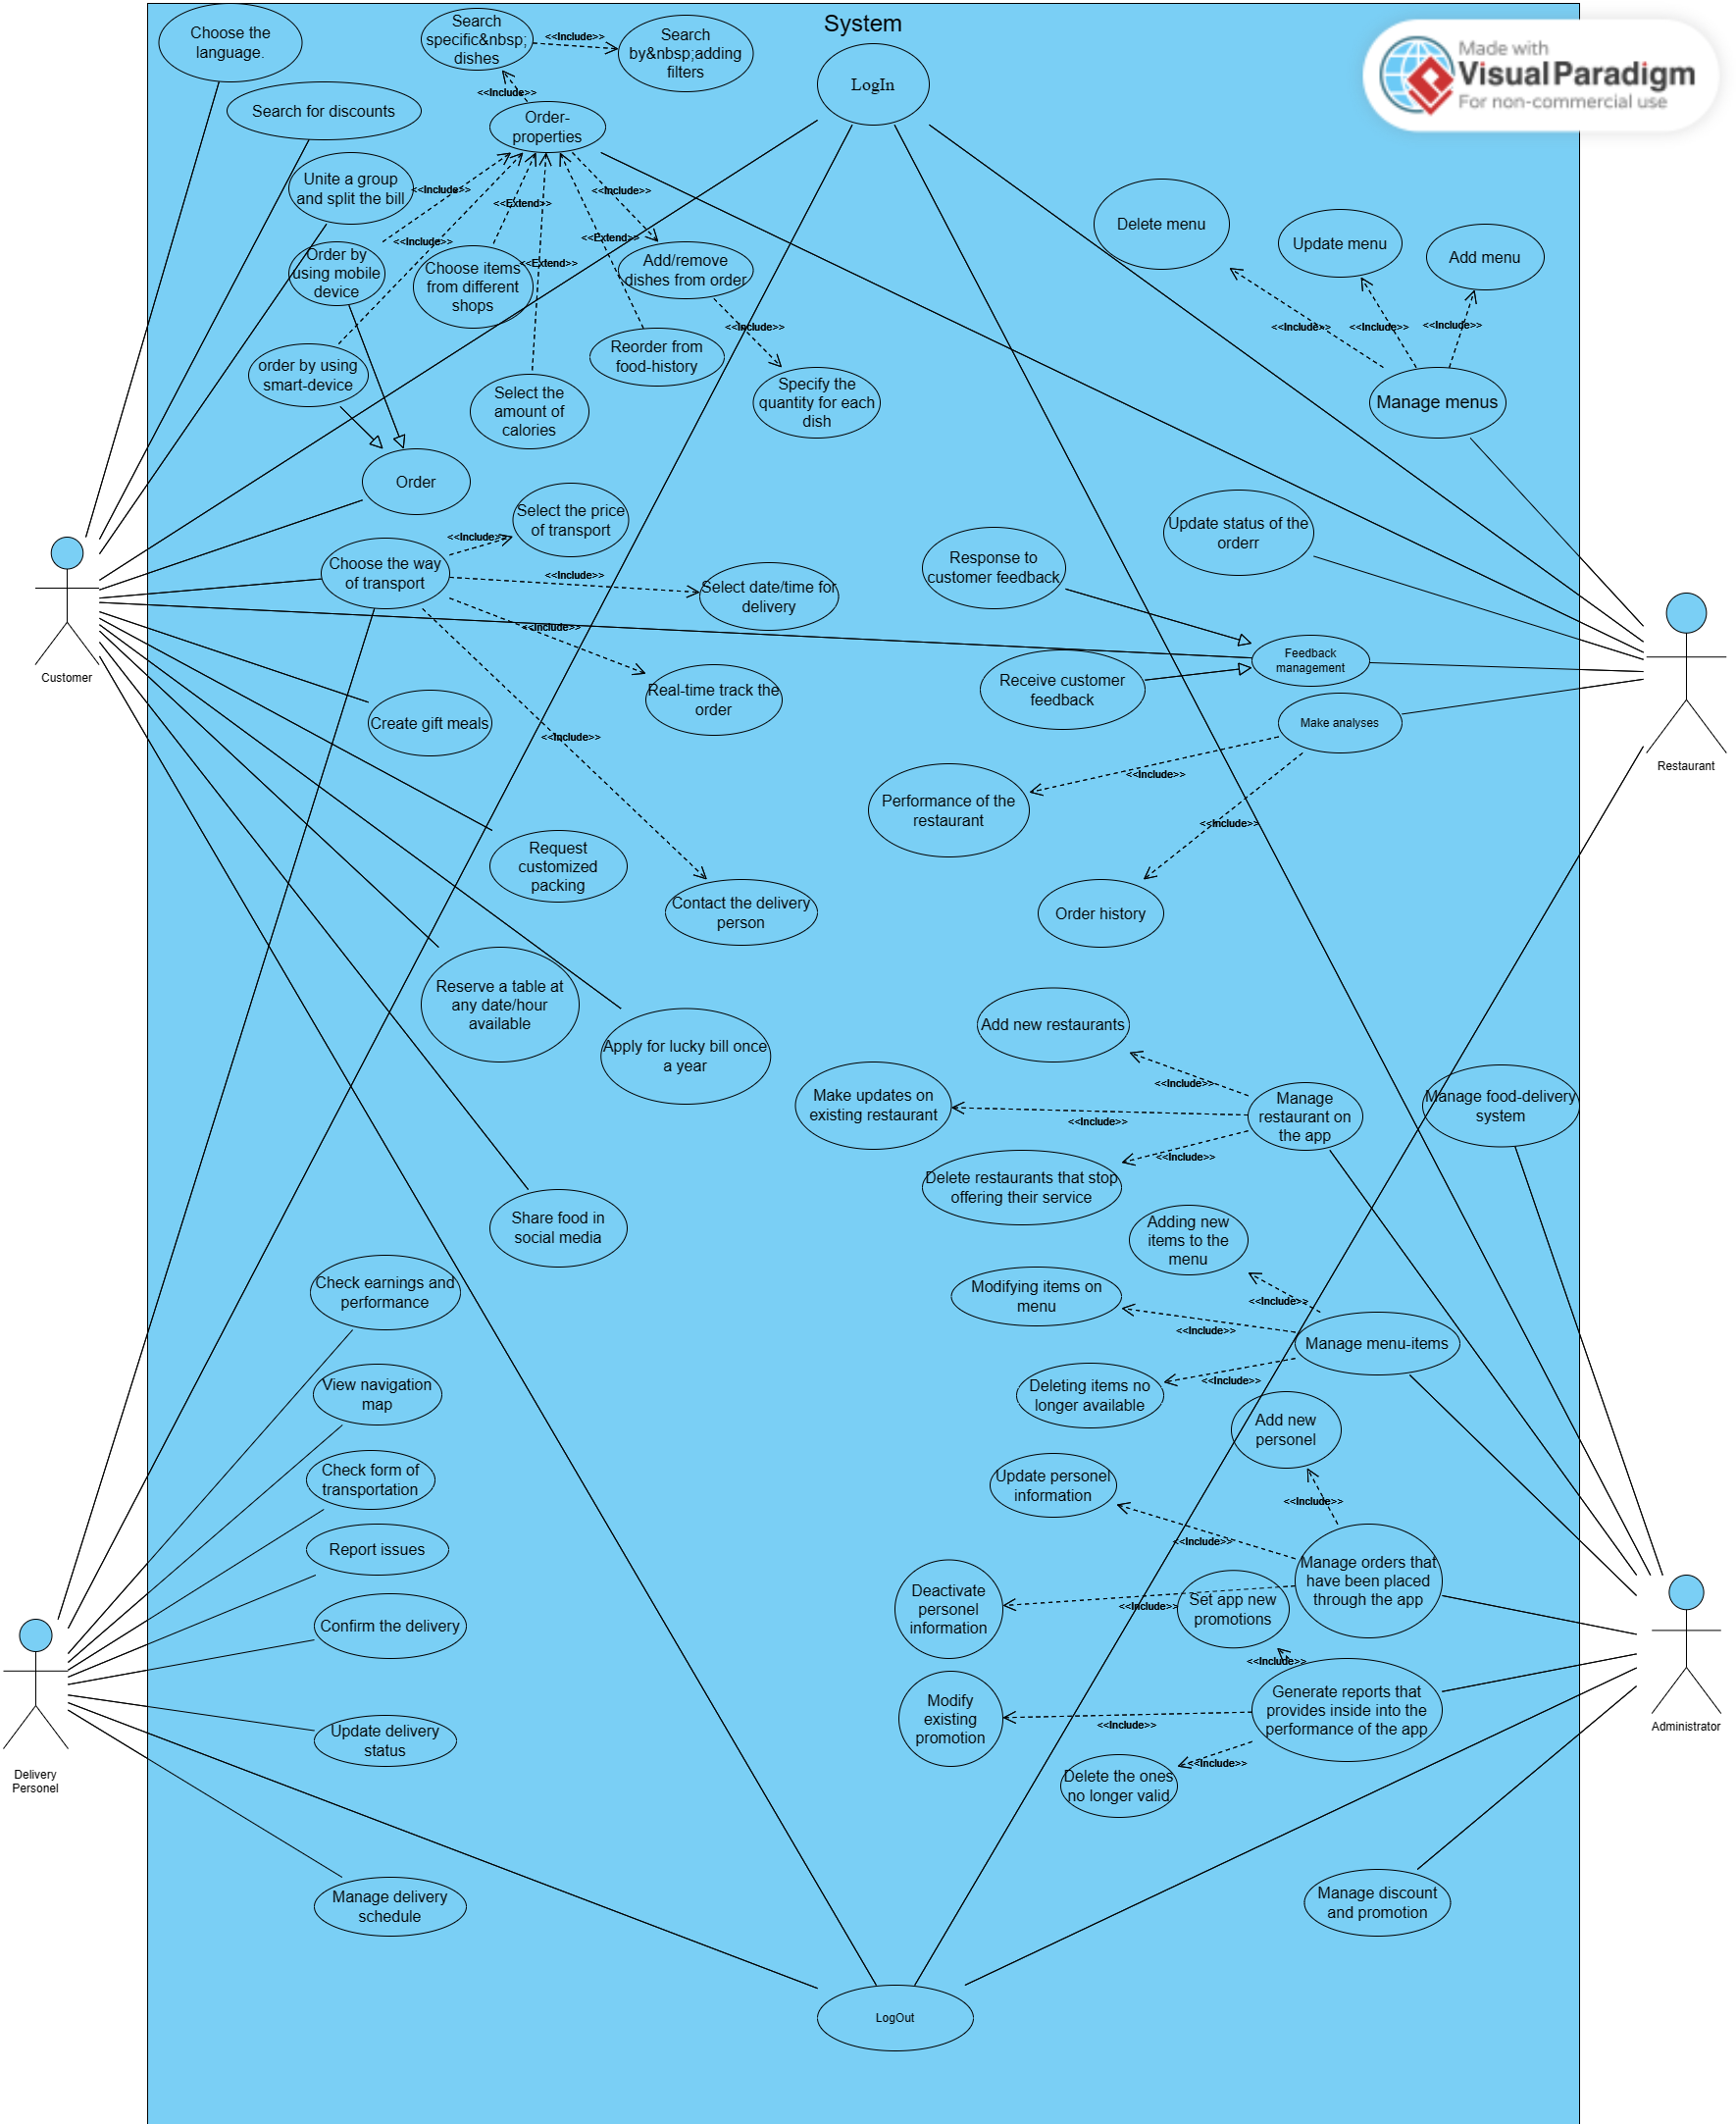 System
Made with
Visual Paradigm
For non-commercial use
Choose the
language.
Search
specific&nbsp;
dishes
<<Include>>
Search
by&nbsp;adding
filters
LogIn
<<Include>>
Search for discounts
Order-
properties
Unite a group
and split the bill
<<Include>>
<<Include>>
<<Extend>>
<<Include>>
<<Extend>>
<<Extend>>
Order by
using mobile
device
Choose items
from different
shops
Add/remove
dishes from order
<<Include>>
Reorder from
food-history
order by using
smart-device
Select the
amount of
calories
Specify the
quantity for each
dish
Delete menu
Update menu
Add menu
<<Include>>
<<Include>>
<<Include>>
Manage menus
Order
Select the price
of transport
<<Include>>
Choose the way
of transport
<<Include>>
Select date/time for
delivery
<<Include>>
Real-time track the
order
<<Include>>
Contact the delivery
person
Update status of the
orderr
Response to
customer feedback
Feedback
management
Receive customer
feedback
Make analyses
<<Include>>
Performance of the
restaurant
<<Include>>
Order history
Customer
Restaurant
Create gift meals
Request
customized
packing
Reserve a table at
any date/hour
available
Apply for lucky bill once
a year
Share food in
social media
Add new restaurants
<<Include>>
Make updates on
existing restaurant
<<Include>>
Manage
restaurant on
the app
<<Include>>
Delete restaurants that stop
offering their service
Manage food-delivery
system
Adding new
items to the
menu
<<Include>>
Modifying items on
menu
<<Include>>
Manage menu-items
<<Include>>
Deleting items no
longer available
Add new
personel
<<Include>>
Update personel
information
<<Include>>
Manage orders that
have been placed
through the app
Deactivate
personel
information
<<Include>>
Set app new
promotions
<<Include>>
Modify
existing
promotion
<<Include>>
Generate reports that
provides inside into the
performance of the app
<<Include>>
Delete the ones
no longer valid
Administrator
Manage discount
and promotion
Check earnings and
performance
View navigation
map
Check form of
transportation
Report issues
Confirm the delivery
Update delivery
status
Delivery
Personel
Manage delivery
schedule
LogOut